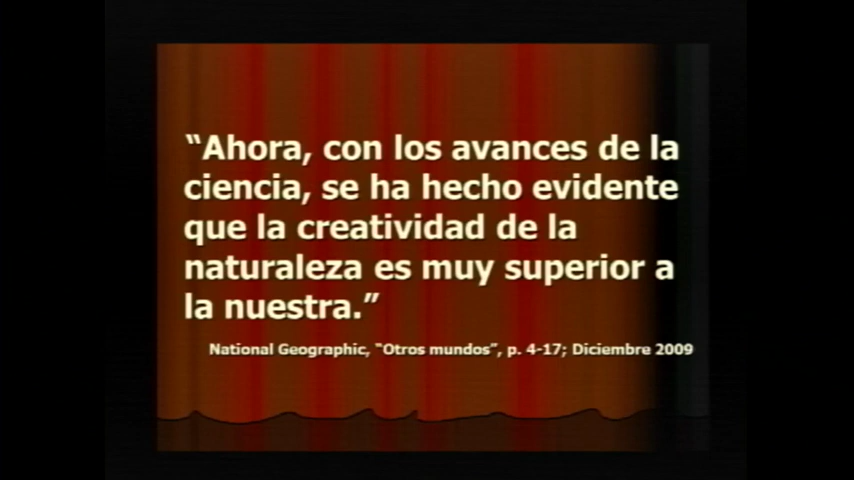 “Ahora, con los avances de la
ciencia, se ha hecho evidente
que la creatividad de la
naturaleza es muy superior a
la nuestra.”
National Geographic, “Otros mundos”, p. 4-17; Diciembre 2009